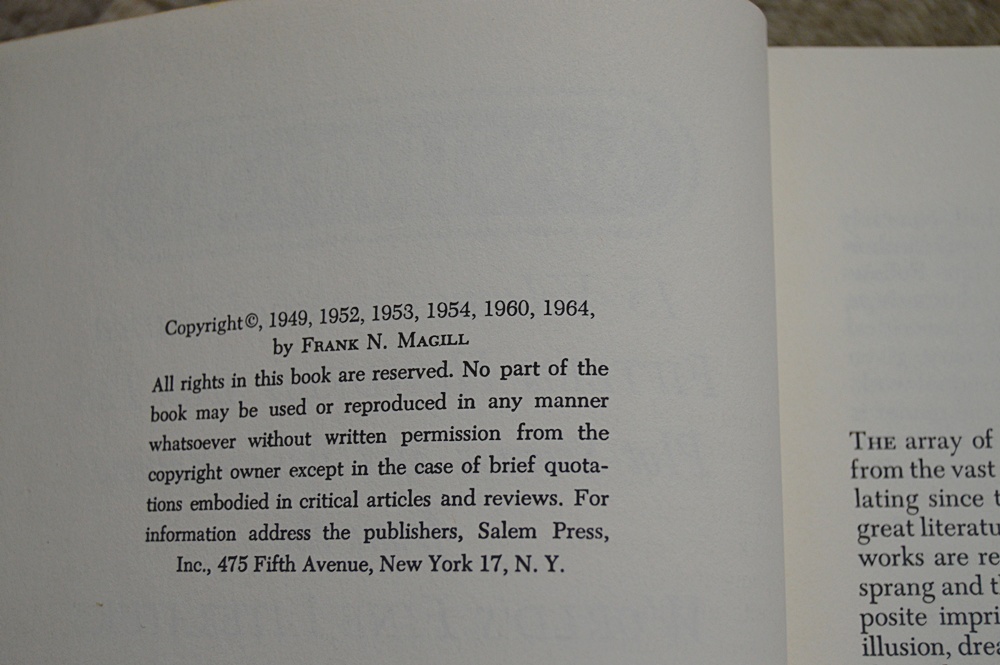 Copyright ©, 1949, 1952, 1953, 1954, 1960, 1964,
by FRANK N. MAGILL
All rights in this book are reserved. No part of the
book may be used or reproduced in any manner
whatsoever without written permission from the
copyright owner except in the case of brief quota-
tions embodied in critical articles and reviews. For
information address the publishers, Salem Press,
Inc., 475 Fifth Avenue, New York 17, N. Y.
THE array of
from the vast
lating since
great
works are
sprang and
posite
illusion,